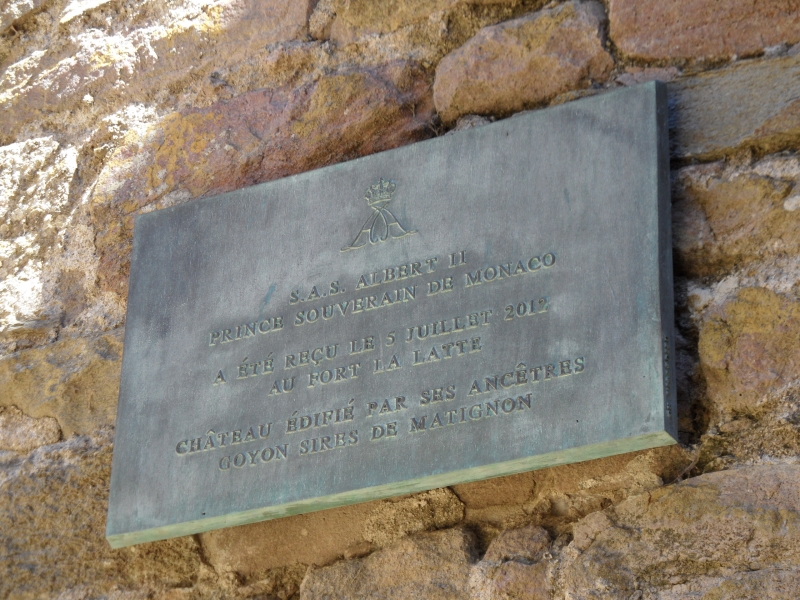 S.A.S. ALBERT II
PRINCE SOUVERAIN DE MONACO
A ÉTÉ REÇU LE 5 JUILLET 2012
AU FORT LA LATTE
CHÂTEAU ÉDIFIÉ PAR SES ANCÊTRES
GOYON SIRES DE MATIGNON